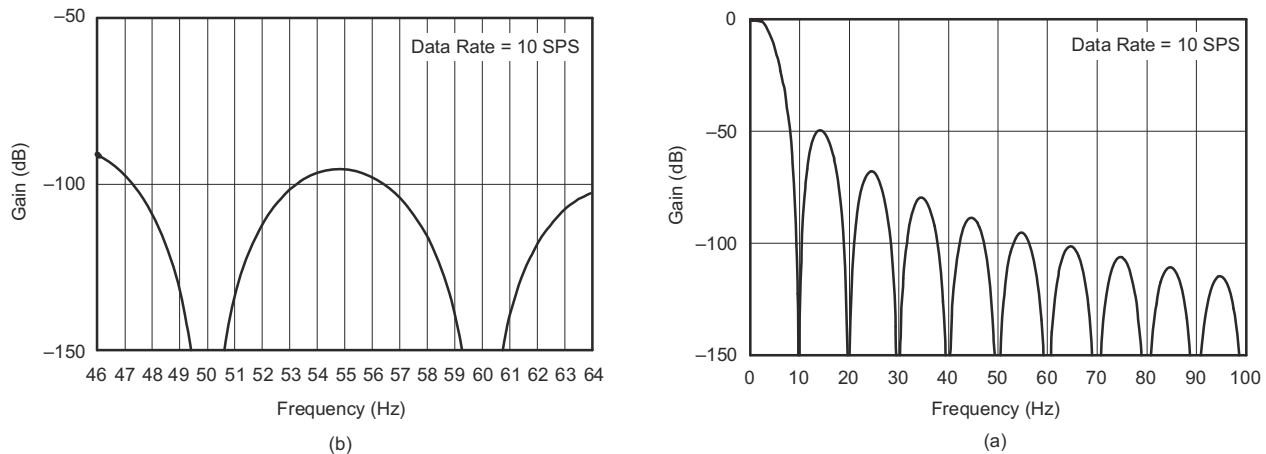 −50
Data Rate = 10 SPS
Gain (dB)
−100
−150
46 47 48 49 50 51 52 53 54 55 56 57 58 59 60 61 62 63 64
Frequency (Hz)
(b)
0
Data Rate = 10 SPS
−50
Gain (dB)
−100
−150
0 10 20 30 40 50 60 70 80 90 100
Frequency (Hz)
(a)